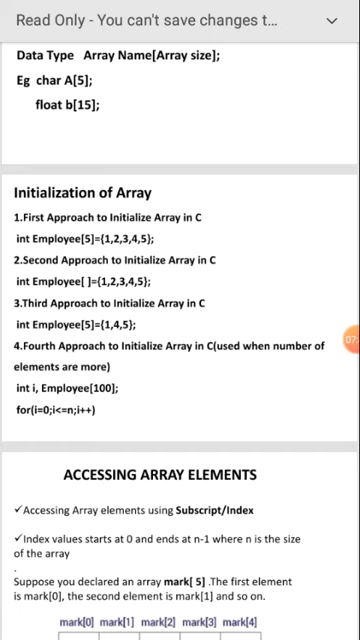 Read Only - You can't save changes t...
Data Type Array Name[Array size];
Eg char A[5];
float b[15];
Initialization of Array
1.First Approach to Initialize Array in C
int Employee[5]={1,2,3,4,5};
2.Second Approach to Initialize Array in C
int Employee[ ]={1,2,3,4,5};
3.Third Approach to Initialize Array in C
int Employee[5]={1,4,5};
4.Fourth Approach to Initialize Array in C(used when number of
elements are more)
int i, Employee[100];
for(i=0;i<=n;i++)
07:
ACCESSING ARRAY ELEMENTS
✓Accessing Array elements using Subscript/Index
✓Index values starts at 0 and ends at n-1 where n is the size
of the array
.
Suppose you declared an array mark[ 5] .The first element
is mark[0], the second element is mark[1] and so on.
mark[0] mark[1] mark[2] mark[3] mark[4]